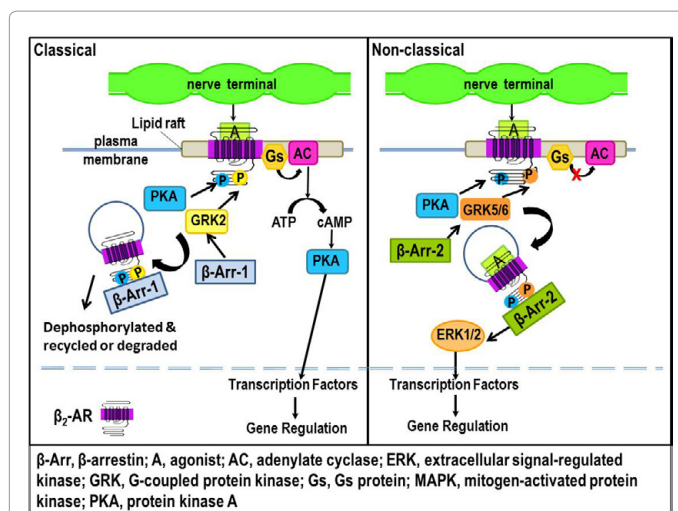 Classical
nerve terminal
Lipid raft
plasma
membrane
A
Gs
AC
P
P
PKA
GRK2
ATP
cAMP
β-Arr-1
PKA
P
P
β-Arr-1
Dephosphorylated &
recycled or degraded
Transcription Factors
β2-AR
Gene Regulation
Non-classical
nerve terminal
A
Gs
AC
X
P
P
PKA
GRK5/6
β-Arr-2
A
P
P
β-Arr-2
ERK1/2
Transcription Factors
Gene Regulation
β-Arr, β-arrestin; A, agonist; AC, adenylate cyclase; ERK, extracellular signal-regulated
kinase; GRK, G-coupled protein kinase; Gs, Gs protein; MAPK, mitogen-activated protein
kinase; PKA, protein kinase A